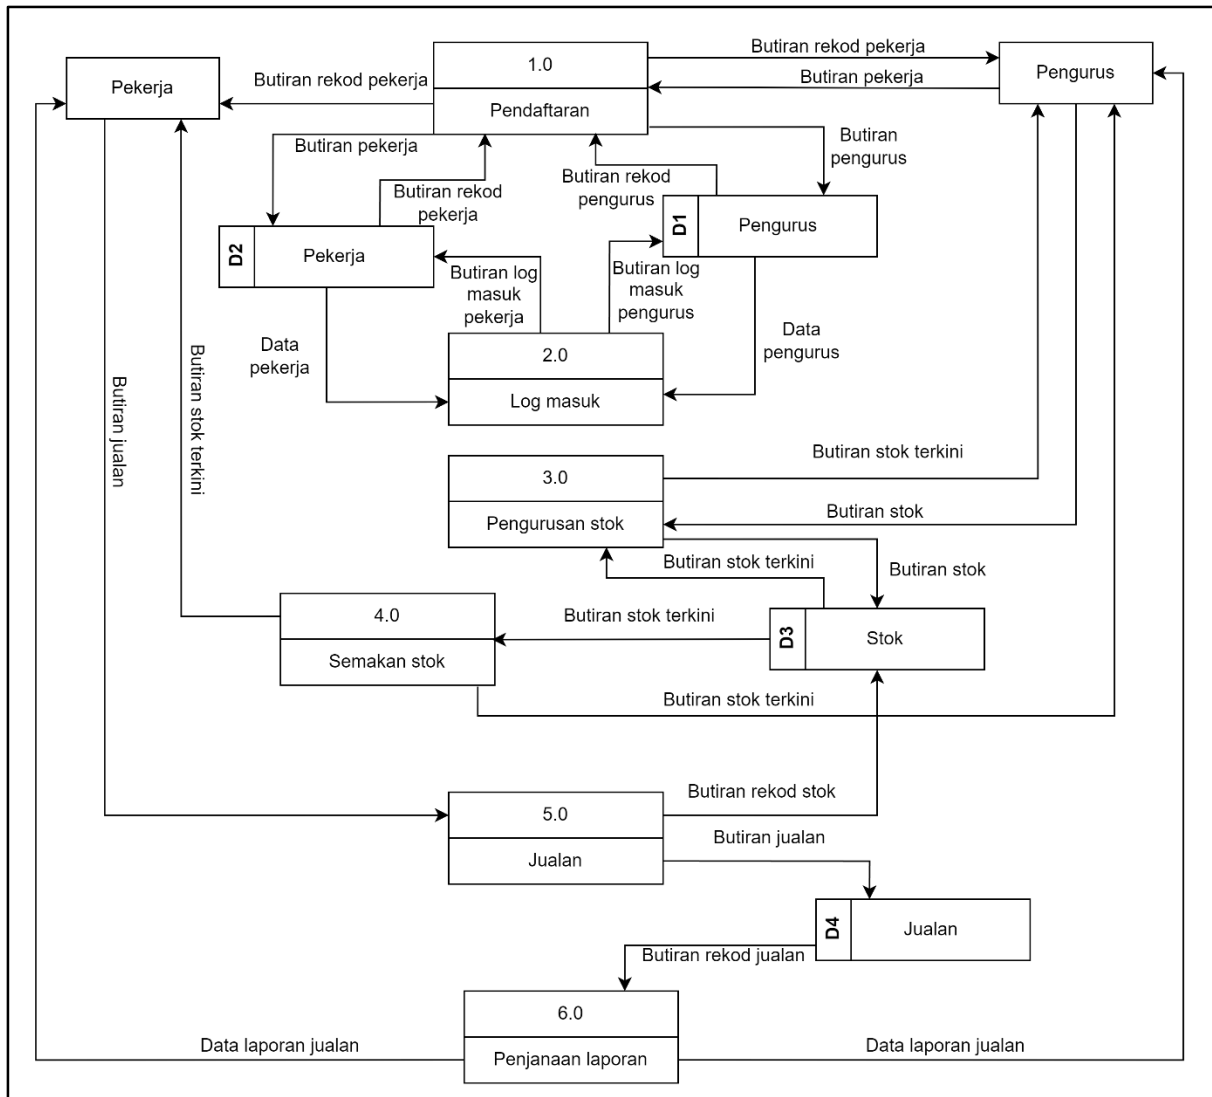 Butiran rekod pekerja
1.0
Pekerja
Butiran rekod pekerja
Pengurus
Butiran pekerja
Pendaftaran
Butiran pekerja
Butiran
pengurus
Butiran rekod
pekerja
Butiran rekod
pengurus
D2
Pekerja
D1
Pengurus
Butiran log
masuk
pekerja
Butiran log
masuk
pengurus
Data
pekerja
Data
pengurus
2.0
Log masuk
Butiran jualan
Butiran stok terkini
3.0
Pengurusan stok
Butiran stok terkini
Butiran stok
Butiran stok terkini
Butiran stok
4.0
Semakan stok
Butiran stok terkini
D3
Stok
Butiran stok terkini
5.0
Jualan
Butiran rekod stok
Butiran jualan
D4
Jualan
Butiran rekod jualan
6.0
Penjanaan laporan
Data laporan jualan
Data laporan jualan